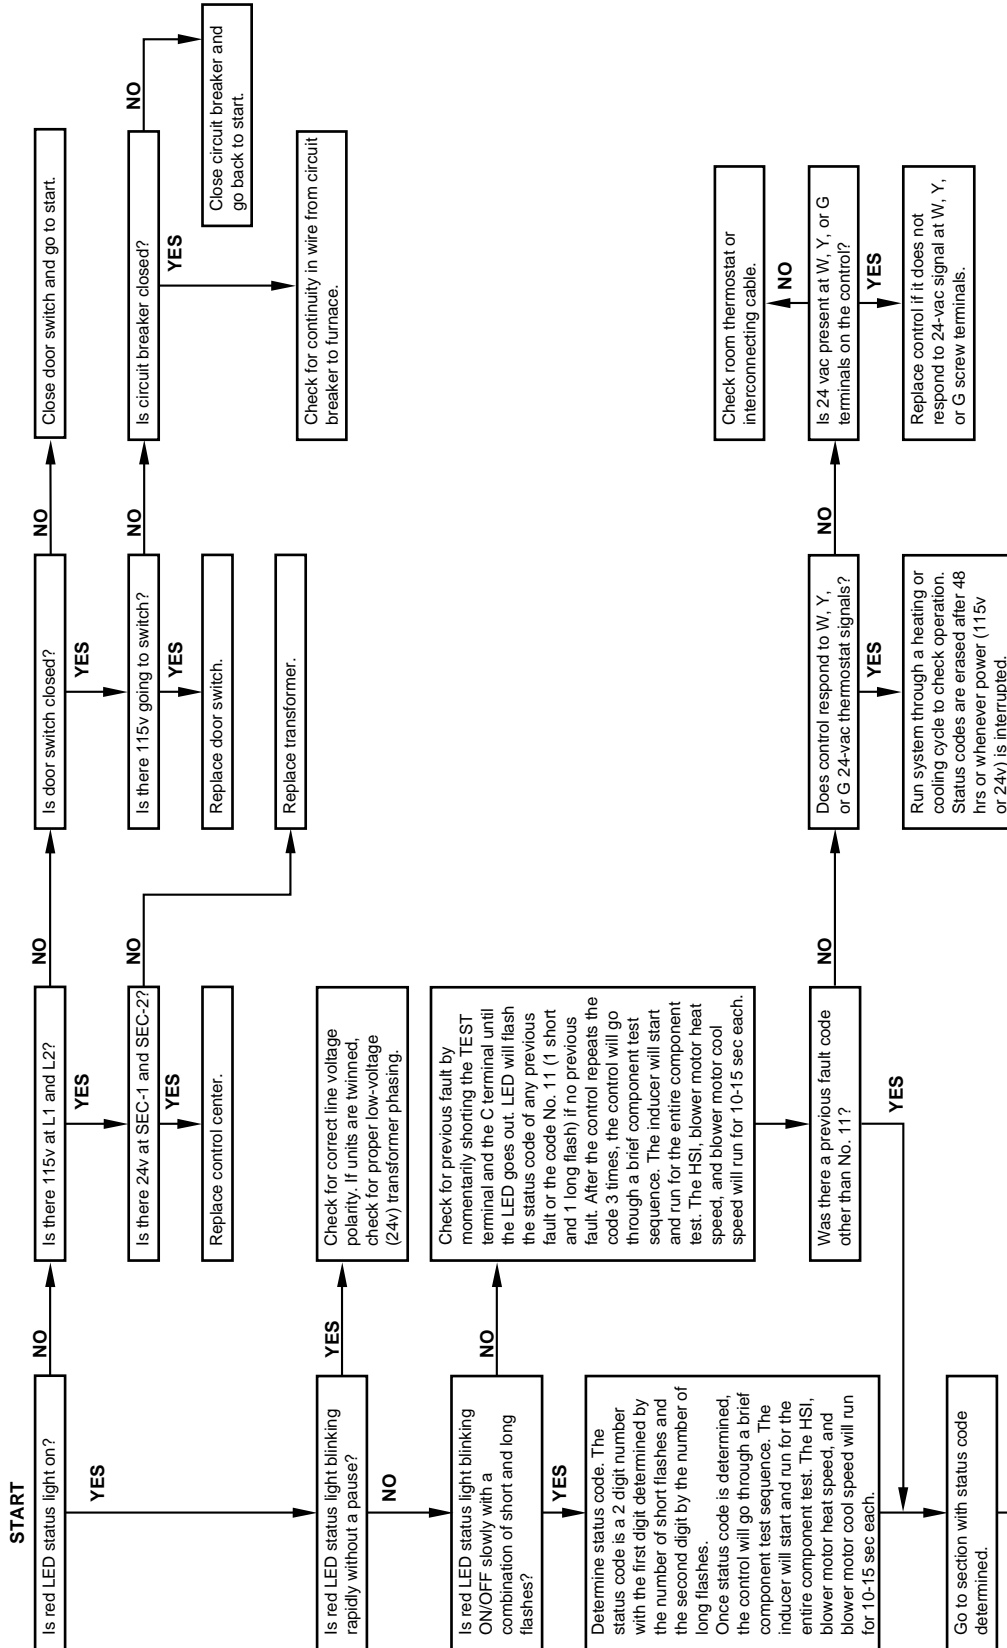 START
Is red LED status light on?
NO
YES
Is there 115v at L1 and L2?
NO
YES
Is door switch closed?
NO
YES
Close door switch and go to start.
Is there 24v at SEC-1 and SEC-2?
NO
YES
Is there 115v going to switch?
NO
YES
Is circuit breaker closed?
NO
YES
Replace control center.
Replace door switch.
Close circuit breaker and
go back to start.
Replace transformer.
Check for continuity in wire from circuit
breaker to furnace.
Is red LED status light blinking
rapidly without a pause?
YES
NO
Check for correct line voltage
polarity. If units are twinned,
check for proper low-voltage
(24v) transformer phasing.
Is red LED status light blinking
ON/OFF slowly with a
combination of short and long
flashes?
NO
YES
Check for previous fault by
momentarily shorting the TEST
terminal and the C terminal until
the LED goes out. LED will flash
the status code of any previous
fault or the code No. 11 (1 short
and 1 long flash) if no previous
fault. After the control repeats the
code 3 times, the control will go
through a brief component test
sequence. The inducer will start
and run for the entire component
test. The HSI, blower motor heat
speed, and blower motor cool
speed will run for 10-15 sec each.
Determine status code. The
status code is a 2 digit number
with the first digit determined by
the number of short flashes and
the second digit by the number of
long flashes.
Once status code is determined,
the control will go through a brief
component test sequence. The
inducer will start and run for the
entire component test. The HSI,
blower motor heat speed, and
blower motor cool speed will run
for 10-15 sec each.
Was there a previous fault code
other than No. 11?
NO
YES
Does control respond to W, Y,
or G 24-vac thermostat signals?
NO
YES
Check room thermostat or
interconnecting cable.
NO
Is 24 vac present at W, Y, or G
terminals on the control?
YES
Replace control if it does not
respond to 24-vac signal at W, Y,
or G screw terminals.
Run system through a heating or
cooling cycle to check operation.
Status codes are erased after 48
hrs or whenever power (115v
or 24v) is interrupted.
Go to section with status code
determined.